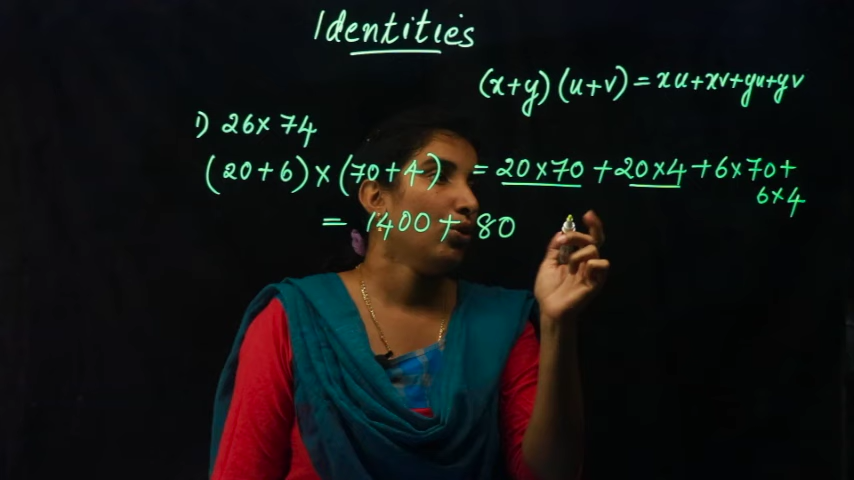 Identities
(x+y)(u+v)=xu+xv+yu+yv
1) 26×74
(20+6)×(70+4) = 20×70 + 20×4 + 6×70+
6×4
= 1400 + 80